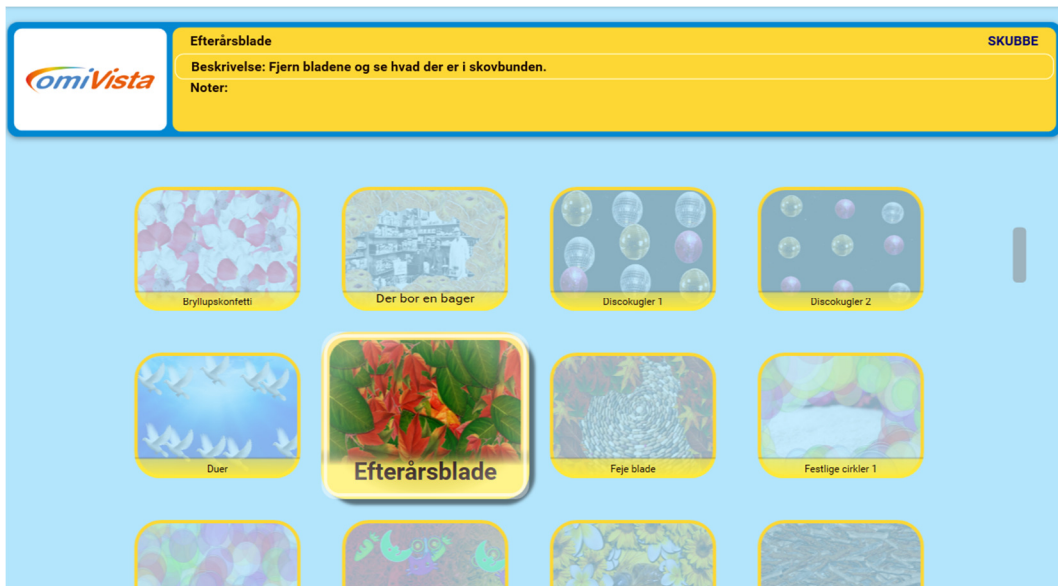 omiVista
Efterårsblade
SKUBBE
Beskrivelse: Fjern bladene og se hvad der er i skovbunden.
Noter:
Bryllupskonfetti
Der bor en bager
Discokugler 1
Discokugler 2
Duer
Efterårsblade
Feje blade
Festlige cirkler 1